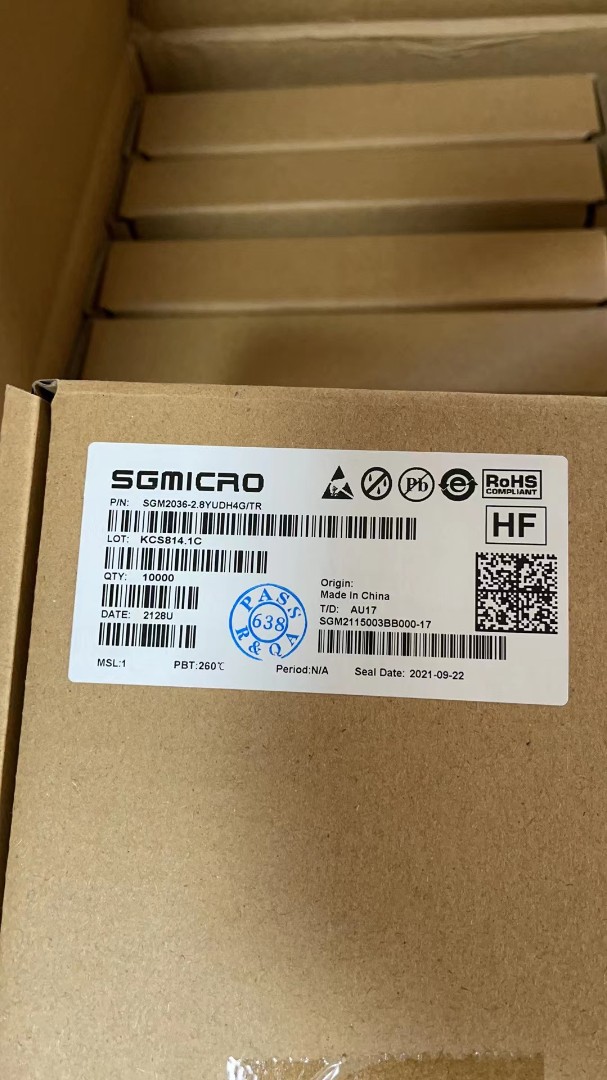 SGMICRO
Pb
e
RoHS
COMPLIANT
P/N: SGM2036-2.8YUDH4G/TR
HF
LOT: KCS814.1C
QTY: 10000
DATE: 2128U
PASS
638
R&QA
Origin:
Made In China
T/D: AU17
SGM2115003BB000-17
MSL:1 PBT:260℃ Period:N/A Seal Date: 2021-09-22